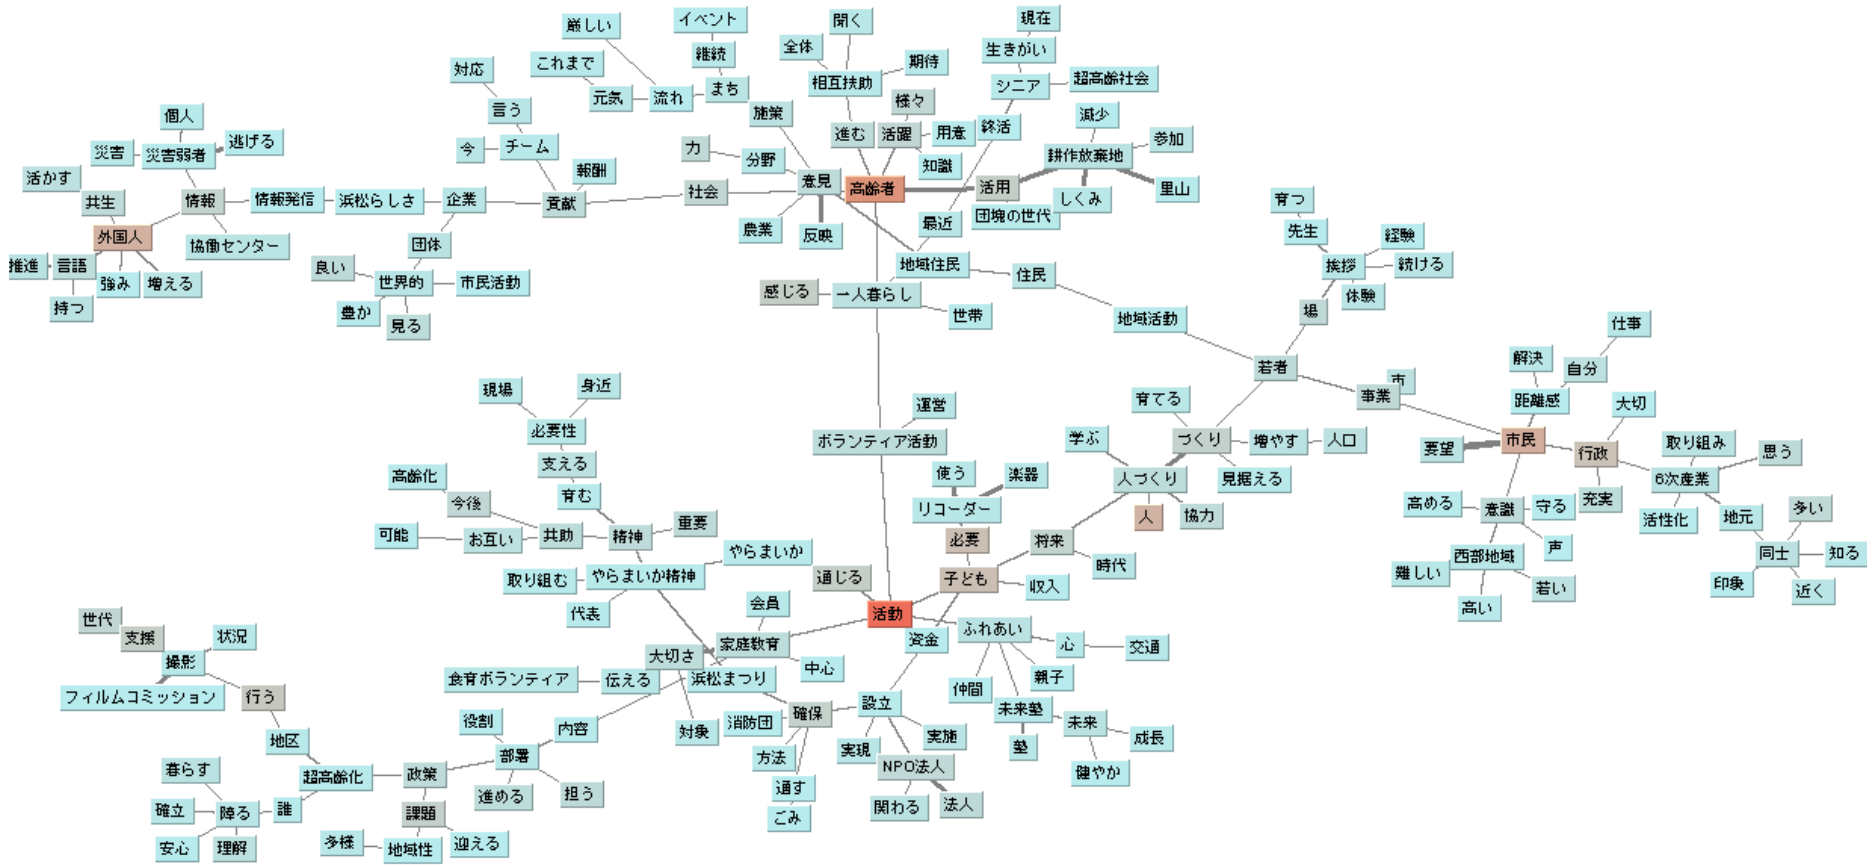 厳しい
イベント
聞く
現在
これまで
継続
全体
生きがい
対応
期待
元気
流れ
まち
相互扶助
シニア
超高齢社会
言う
様々
施策
進む
活躍
用意
終活
減少
参加
個人
逃げる
今
チーム
力
分野
知識
耕作放棄地
災害
災害弱者
報酬
活かす
社会
意見
高齢者
活用
しくみ
里山
共生
情報
情報発信
浜松らしさ
企業
貢献
団塊の世代
育つ
外国人
協働センター
団体
農業
反映
最近
先生
経験
推進
言語
強み
増える
良い
世界的
市民活動
地域住民
住民
挨拶
続ける
持つ
豊か
見る
感じる
一人暮らし
世帯
地域活動
場
体験
仕事
若者
解決
自分
現場
身近
市
事業
距離感
大切
運営
育てる
必要性
ボランティア活動
学ぶ
づくり
増やす
人口
要望
市民
行政
取り組み
思う
高齢化
支える
使う
楽器
人づくり
見据える
6次産業
今後
育む
リコーダー
人
協力
高める
意識
守る
充実
活性化
地元
多い
可能
お互い
共助
精神
重要
必要
将来
時代
西部地域
声
同士
知る
取り組む
やらまいか精神
やらまいか
通じる
子ども
収入
難しい
高い
若い
印象
近く
代表
会員
活動
世代
支援
状況
家庭教育
資金
ふれあい
心
交通
撮影
大切さ
中心
フィルムコミッション
行う
食育ボランティア
伝える
浜松まつり
仲間
親子
地区
役割
内容
対象
消防団
確保
設立
未来塾
未来
成長
暮らす
超高齢化
政策
部署
方法
実現
実施
塾
健やか
確立
障る
誰
課題
進める
担う
通す
NPO法人
安心
理解
多様
地域性
迎える
ごみ
関わる
法人